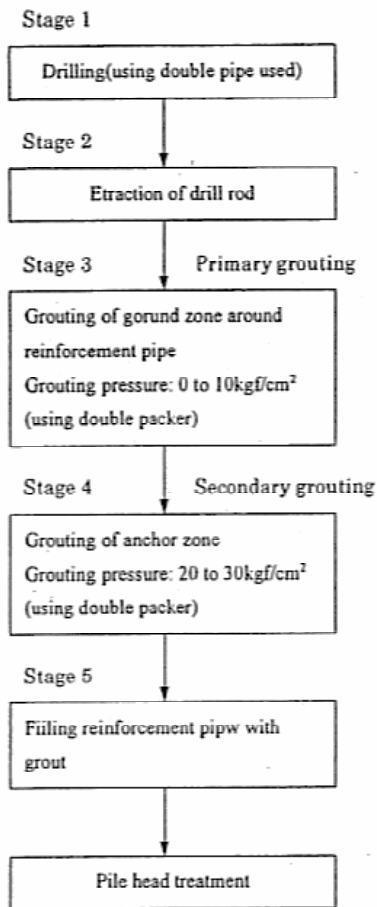 Stage 1
Drilling(using double pipe used)
Stage 2
Etraction of drill rod
Stage 3 Primary grouting
Grouting of gorund zone around
reinforcement pipe
Grouting pressure: 0 to 10kgf/cm²
(using double packer)
Stage 4 Secondary grouting
Grouting of anchor zone
Grouting pressure: 20 to 30kgf/cm²
(using double packer)
Stage 5
Fiiling reinforcement pipw with
grout
Pile head treatment